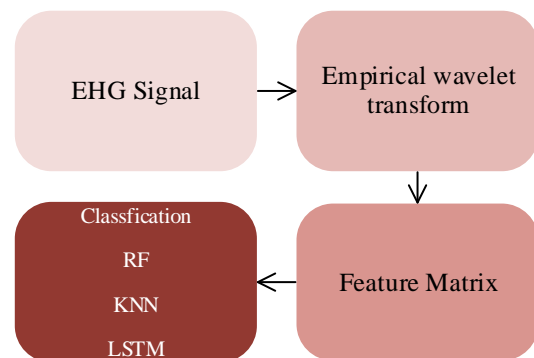 EHG Signal
Empirical wavelet
transform
Classfication
RF
KNN
LSTM
Feature Matrix